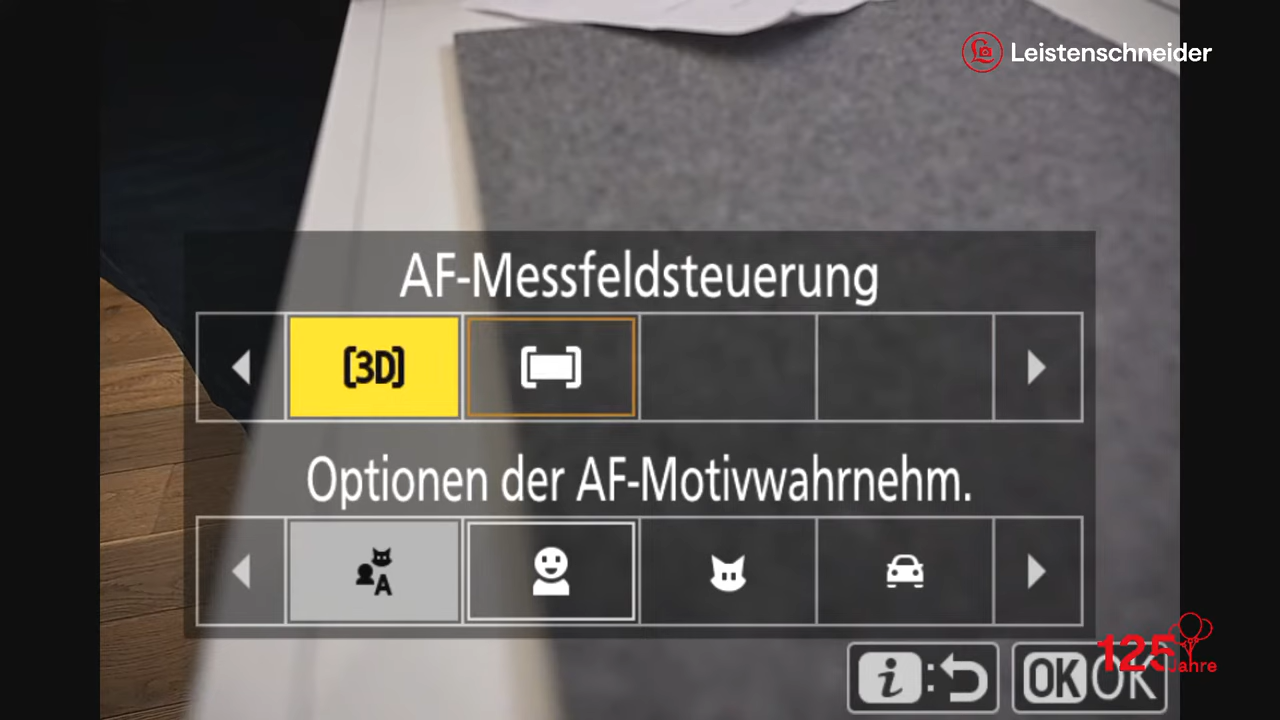 Leistenschneider
AF-Messfeldsteuerung
[3D]
Optionen der AF-Motivwahrnehm.
A
i:
OK OK
125 Jahre